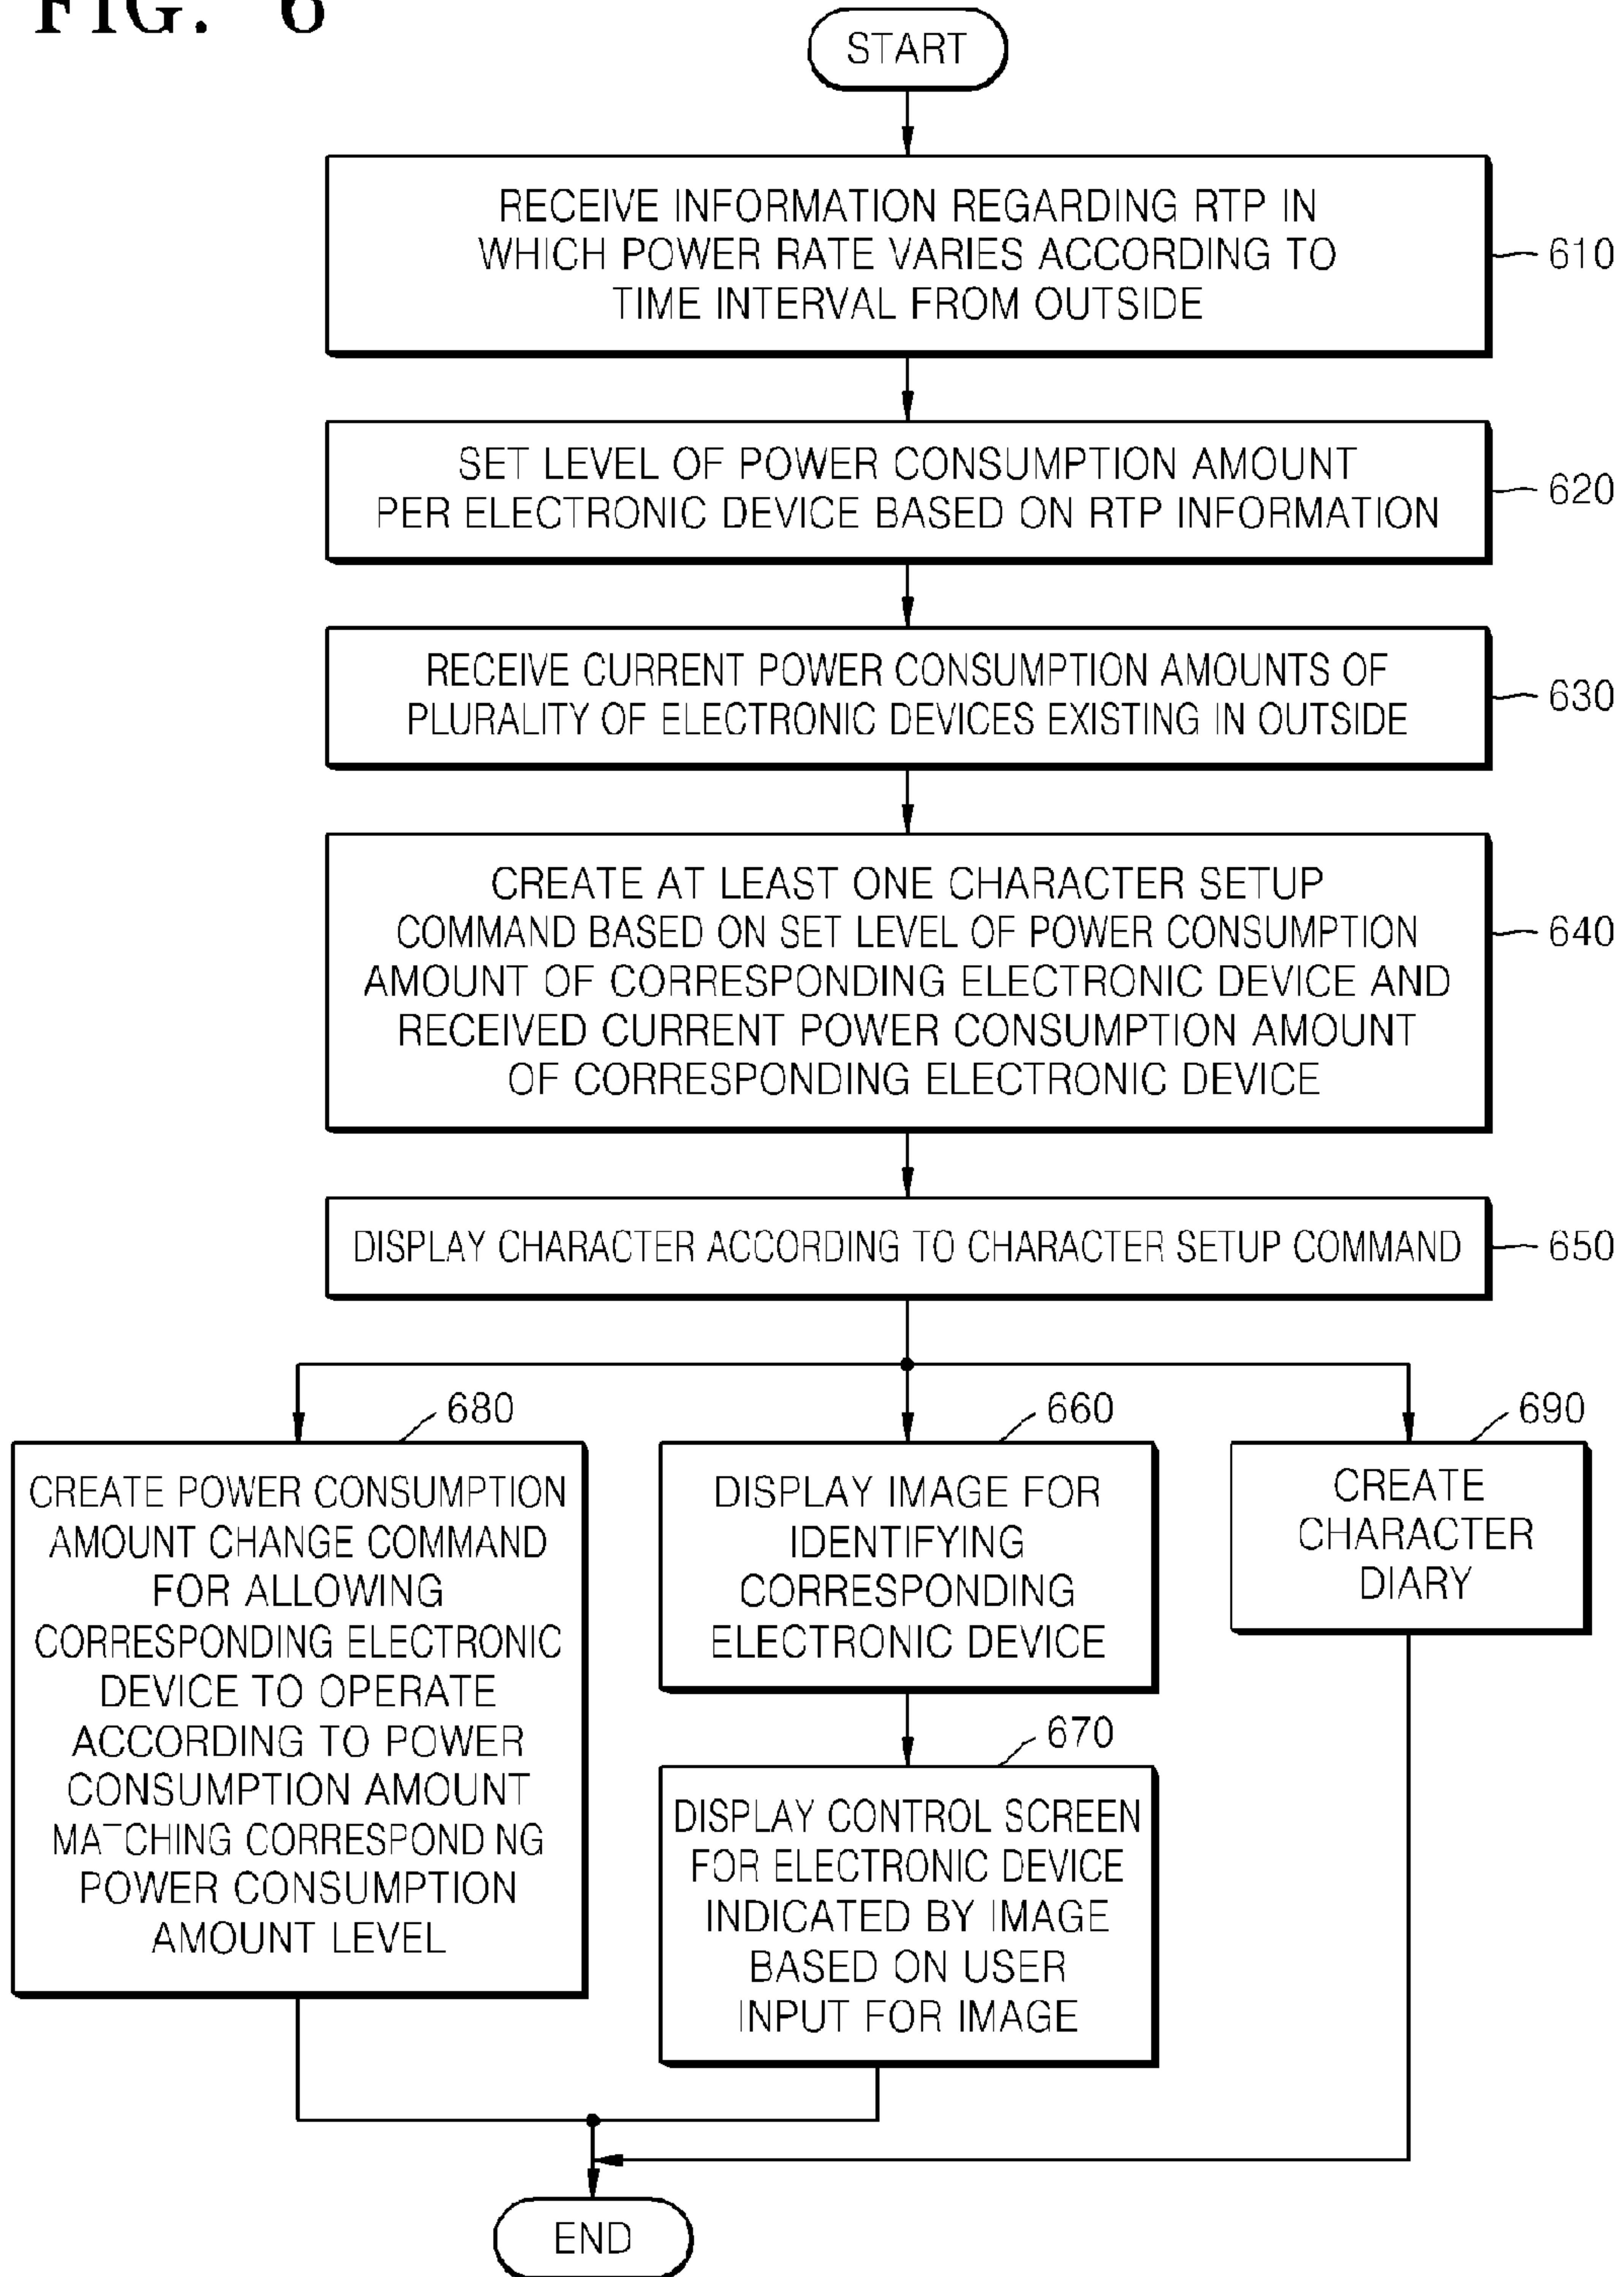 FIG. 6
START
RECEIVE INFORMATION REGARDING RTP IN
WHICH POWER RATE VARIES ACCORDING TO
TIME INTERVAL FROM OUTSIDE
610
SET LEVEL OF POWER CONSUMPTION AMOUNT
PER ELECTRONIC DEVICE BASED ON RTP INFORMATION
620
RECEIVE CURRENT POWER CONSUMPTION AMOUNTS OF
PLURALITY OF ELECTRONIC DEVICES EXISTING IN OUTSIDE
630
CREATE AT LEAST ONE CHARACTER SETUP
COMMAND BASED ON SET LEVEL OF POWER CONSUMPTION
AMOUNT OF CORRESPONDING ELECTRONIC DEVICE AND
RECEIVED CURRENT POWER CONSUMPTION AMOUNT
OF CORRESPONDING ELECTRONIC DEVICE
640
DISPLAY CHARACTER ACCORDING TO CHARACTER SETUP COMMAND
650
680
CREATE POWER CONSUMPTION
AMOUNT CHANGE COMMAND
FOR ALLOWING
CORRESPONDING ELECTRONIC
DEVICE TO OPERATE
ACCORDING TO POWER
CONSUMPTION AMOUNT
MATCHING CORRESPONDING
POWER CONSUMPTION
AMOUNT LEVEL
660
DISPLAY IMAGE FOR
IDENTIFYING
CORRESPONDING
ELECTRONIC DEVICE
670
DISPLAY CONTROL SCREEN
FOR ELECTRONIC DEVICE
INDICATED BY IMAGE
BASED ON USER
INPUT FOR IMAGE
690
CREATE
CHARACTER
DIARY
END